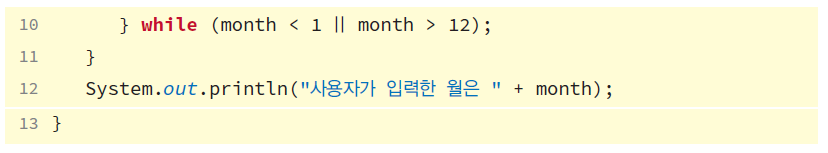 10 } while (month < 1 || month > 12);
11 }
12 System.out.println("사용자가 입력한 월은 " + month);
13 }